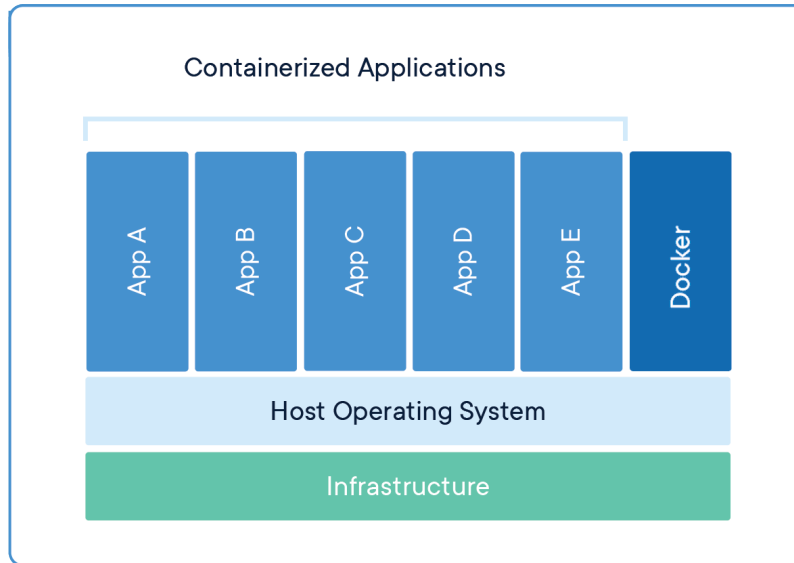 Containerized Applications
App A
App B
App C
App D
App E
Docker
Host Operating System
Infrastructure